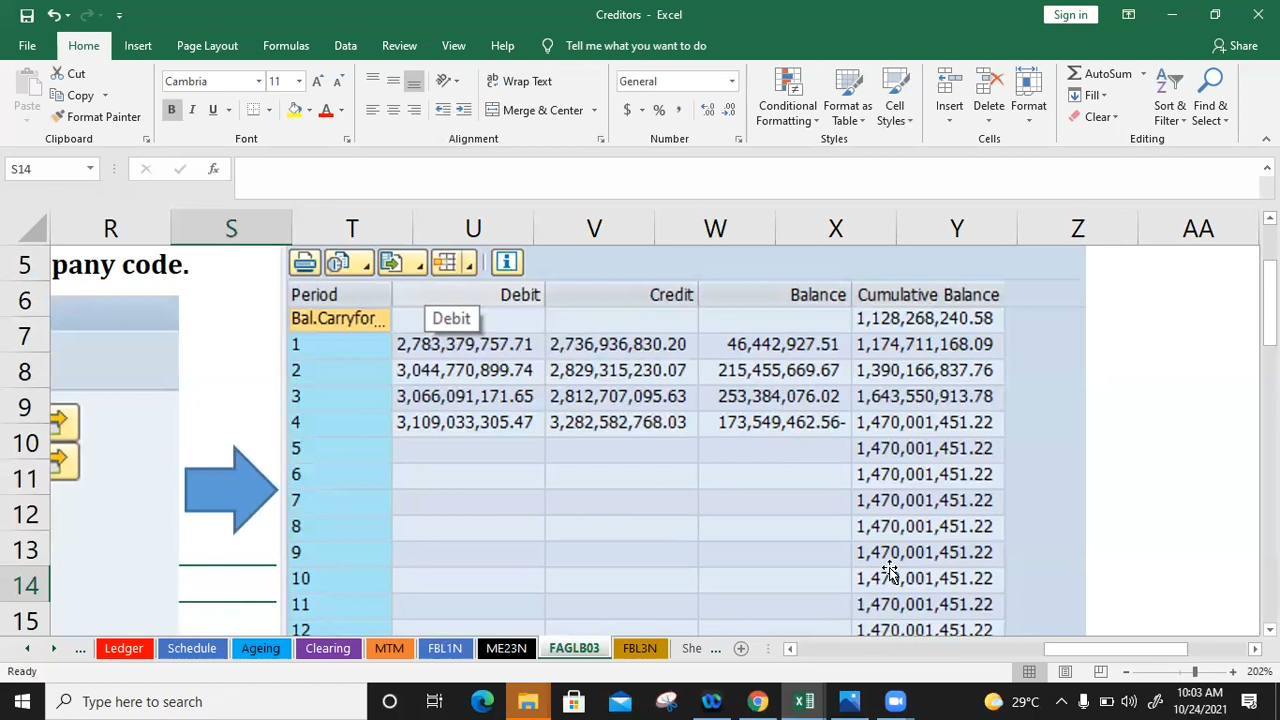 Creditors - Excel
Sign in
File Home Insert Page Layout Formulas Data Review View Help Tell me what you want to do Share
Paste
Cut
Copy
Format Painter
Clipboard
Cambria 11
B I U
Font
Wrap Text
Merge & Center
Alignment
General
$ % ,
Number
Conditional Formatting
Format as Table
Cell Styles
Styles
Insert
Delete
Format
Cells
AutoSum
Fill
Clear
Sort & Filter
Find & Select
Editing
S14
fx
R S T U V W X Y Z AA
5
6
7
8
9
10
11
12
13
14
15
pany code.
Period Debit Credit Balance Cumulative Balance
Bal.Carryfor... Debit 1,128,268,240.58
1 2,783,379,757.71 2,736,936,830.20 46,442,927.51 1,174,711,168.09
2 3,044,770,899.74 2,829,315,230.07 215,455,669.67 1,390,166,837.76
3 3,066,091,171.65 2,812,707,095.63 253,384,076.02 1,643,550,913.78
4 3,109,033,305.47 3,282,582,768.03 173,549,462.56- 1,470,001,451.22
5 1,470,001,451.22
6 1,470,001,451.22
7 1,470,001,451.22
8 1,470,001,451.22
9 1,470,001,451.22
10 1,470,001,451.22
11 1,470,001,451.22
12 1,470,001,451.22
... Ledger Schedule Ageing Clearing MTM FBL1N ME23N FAGLB03 FBL3N She ...
Ready
202%
Type here to search
29°C
10:03 AM
10/24/2021